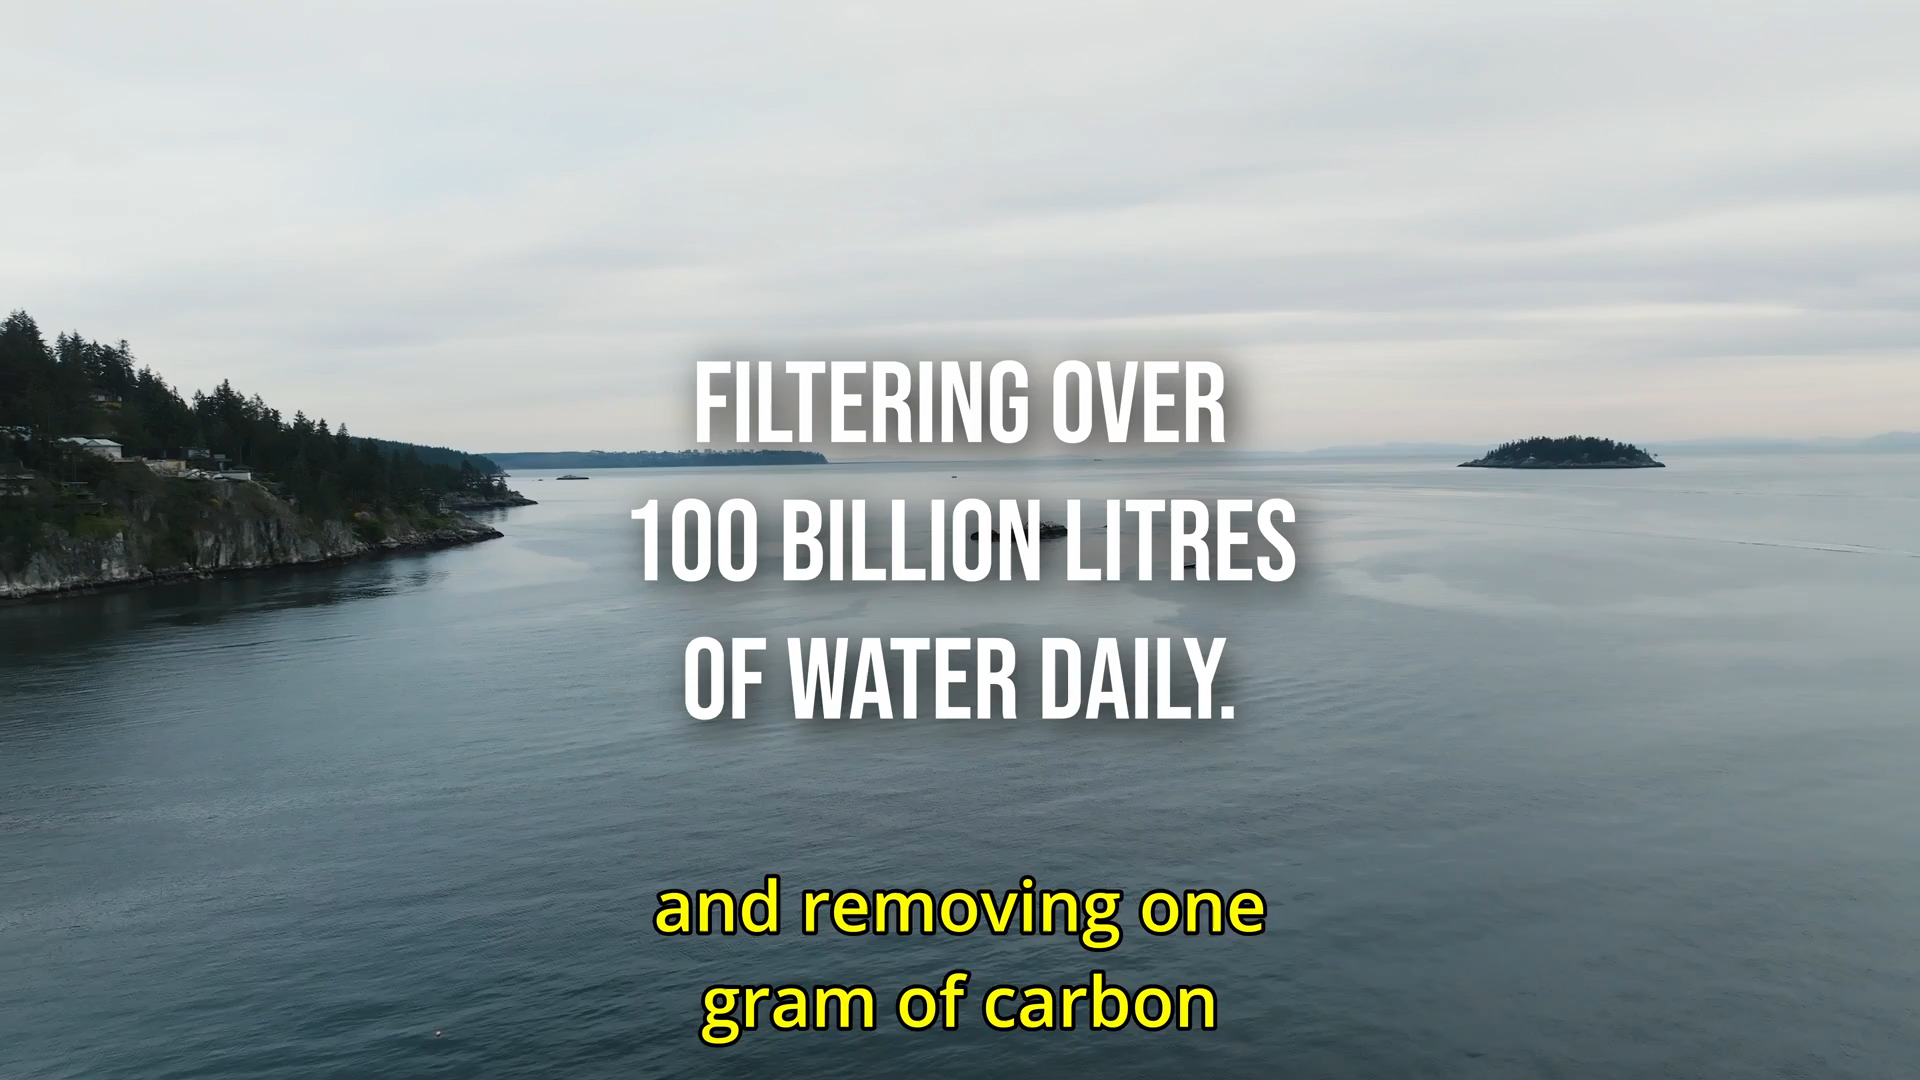 FILTERING OVER
100 BILLION LITRES
OF WATER DAILY.
and removing one
gram of carbon